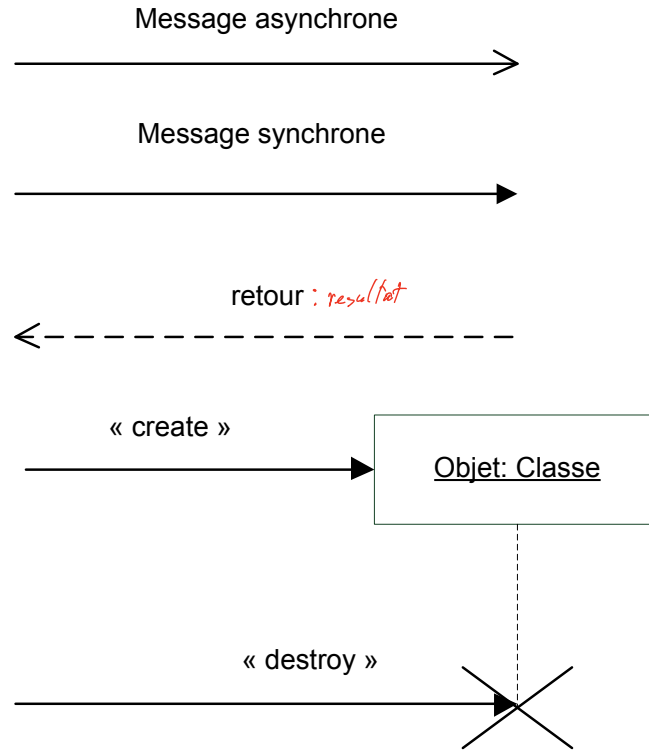 Message asynchrone
Message synchrone
retour : resultat
« create »
Objet: Classe
« destroy »